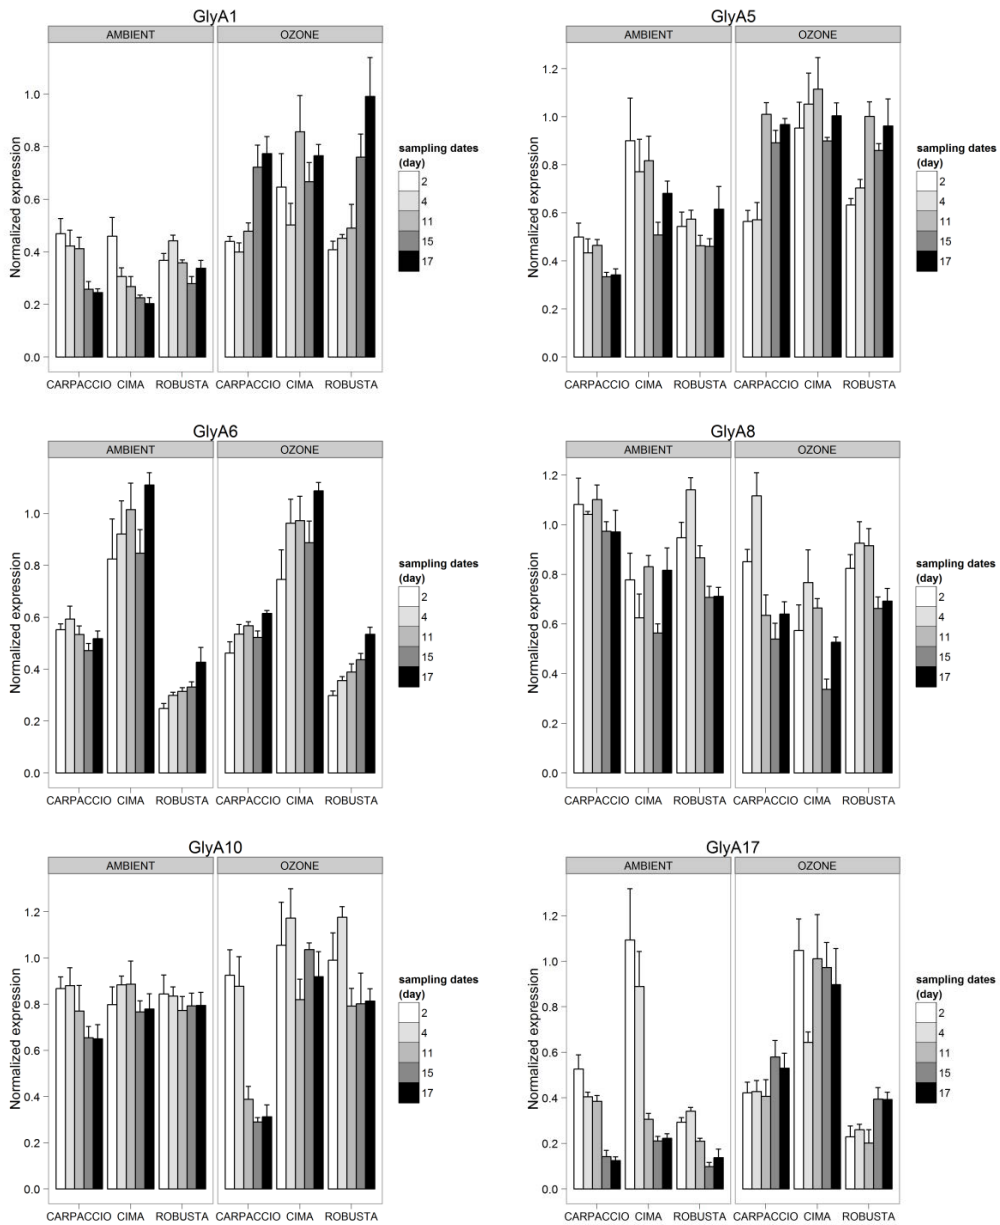 GlyA1
AMBIENT OZONE
Normalized expression
1.0
0.8
0.6
0.4
0.2
0.0
CARPACCIO CIMA ROBUSTA CARPACCIO CIMA ROBUSTA
sampling dates
(day)
2
4
11
15
17
GlyA5
AMBIENT OZONE
Normalized expression
1.2
1.0
0.8
0.6
0.4
0.2
0.0
CARPACCIO CIMA ROBUSTA CARPACCIO CIMA ROBUSTA
sampling dates
(day)
2
4
11
15
17
GlyA6
AMBIENT OZONE
Normalized expression
1.0
0.8
0.6
0.4
0.2
0.0
CARPACCIO CIMA ROBUSTA CARPACCIO CIMA ROBUSTA
sampling dates
(day)
2
4
11
15
17
GlyA8
AMBIENT OZONE
Normalized expression
1.2
1.0
0.8
0.6
0.4
0.2
0.0
CARPACCIO CIMA ROBUSTA CARPACCIO CIMA ROBUSTA
sampling dates
(day)
2
4
11
15
17
GlyA10
AMBIENT OZONE
Normalized expression
1.2
1.0
0.8
0.6
0.4
0.2
0.0
CARPACCIO CIMA ROBUSTA CARPACCIO CIMA ROBUSTA
sampling dates
(day)
2
4
11
15
17
GlyA17
AMBIENT OZONE
Normalized expression
1.2
1.0
0.8
0.6
0.4
0.2
0.0
CARPACCIO CIMA ROBUSTA CARPACCIO CIMA ROBUSTA
sampling dates
(day)
2
4
11
15
17